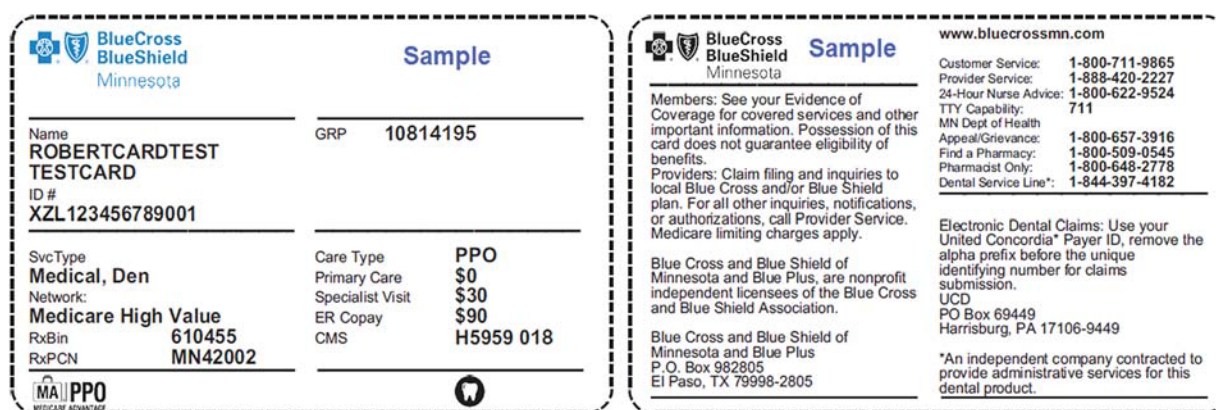 BlueCross
BlueShield
Minnesota
Sample
Name
ROBERTCARDTEST
TESTCARD
ID #
XZL123456789001
GRP 10814195
SvcType
Medical, Den
Network:
Medicare High Value
RxBin 610455
RxPCN MN42002
Care Type PPO
Primary Care $0
Specialist Visit $30
ER Copay $90
CMS H5959 018
MA PPO
MEDICARE ADVANTAGE
BlueCross
BlueShield
Minnesota
Sample
Members: See your Evidence of
Coverage for covered services and other
important information. Possession of this
card does not guarantee eligibility of
benefits.
Providers: Claim filing and inquiries to
local Blue Cross and/or Blue Shield
plan. For all other inquiries, notifications,
or authorizations, call Provider Service.
Medicare limiting charges apply.
Blue Cross and Blue Shield of
Minnesota and Blue Plus, are nonprofit
independent licensees of the Blue Cross
and Blue Shield Association.
Blue Cross and Blue Shield of
Minnesota and Blue Plus
P.O. Box 982805
El Paso, TX 79998-2805
www.bluecrossmn.com
Customer Service: 1-800-711-9865
Provider Service: 1-888-420-2227
24-Hour Nurse Advice: 1-800-622-9524
TTY Capability: 711
MN Dept of Health
Appeal/Grievance: 1-800-657-3916
Find a Pharmacy: 1-800-509-0545
Pharmacist Only: 1-800-648-2778
Dental Service Line*: 1-844-397-4182
Electronic Dental Claims: Use your
United Concordia* Payer ID, remove the
alpha prefix before the unique
identifying number for claims
submission.
UCD
PO Box 69449
Harrisburg, PA 17106-9449
*An independent company contracted to
provide administrative services for this
dental product.